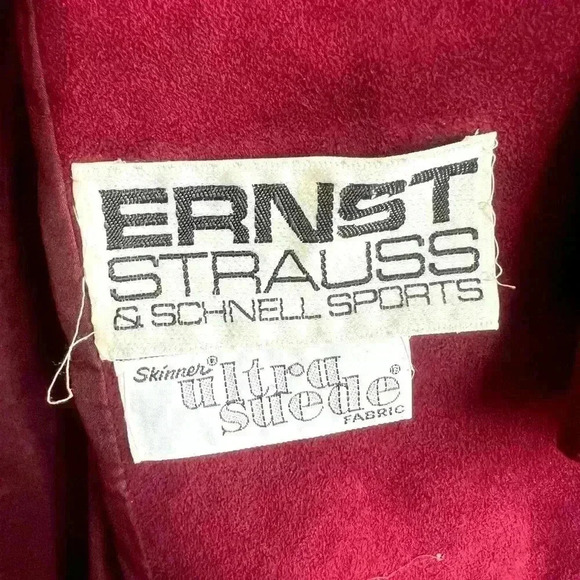 ERNST
STRAUSS
& SCHNELL SPORTS
Skinner® ultra
suede®
FABRIC